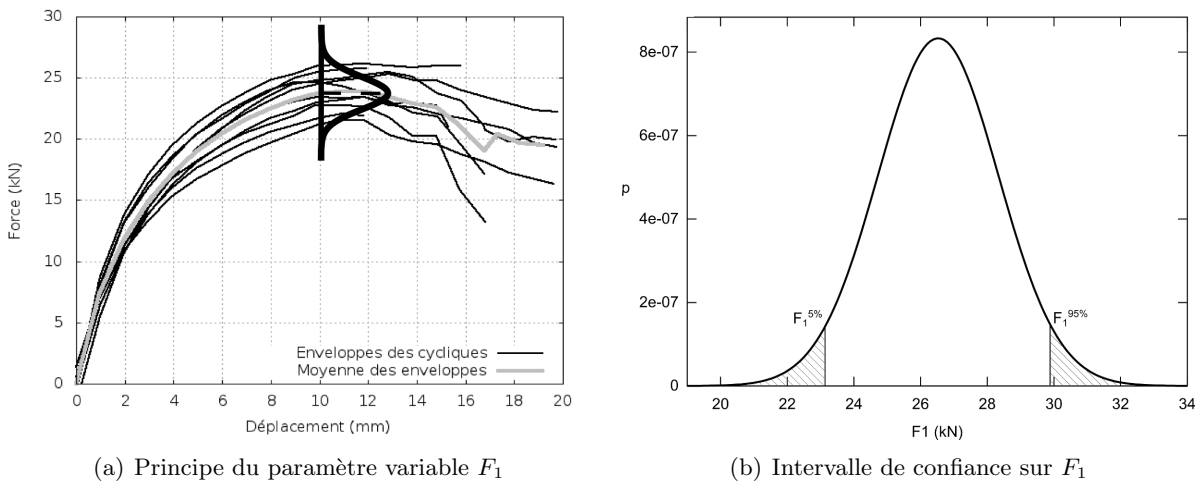 30
25
20
15
10
5
0
Force (kN)
0 2 4 6 8 10 12 14 16 18 20
Déplacement (mm)
Enveloppes des cycliques
Moyenne des enveloppes
(a) Principe du paramètre variable F1
8e-07
6e-07
4e-07
2e-07
0
p
F1 5%
F1 95%
20 22 24 26 28 30 32 34
F1 (kN)
(b) Intervalle de confiance sur F1